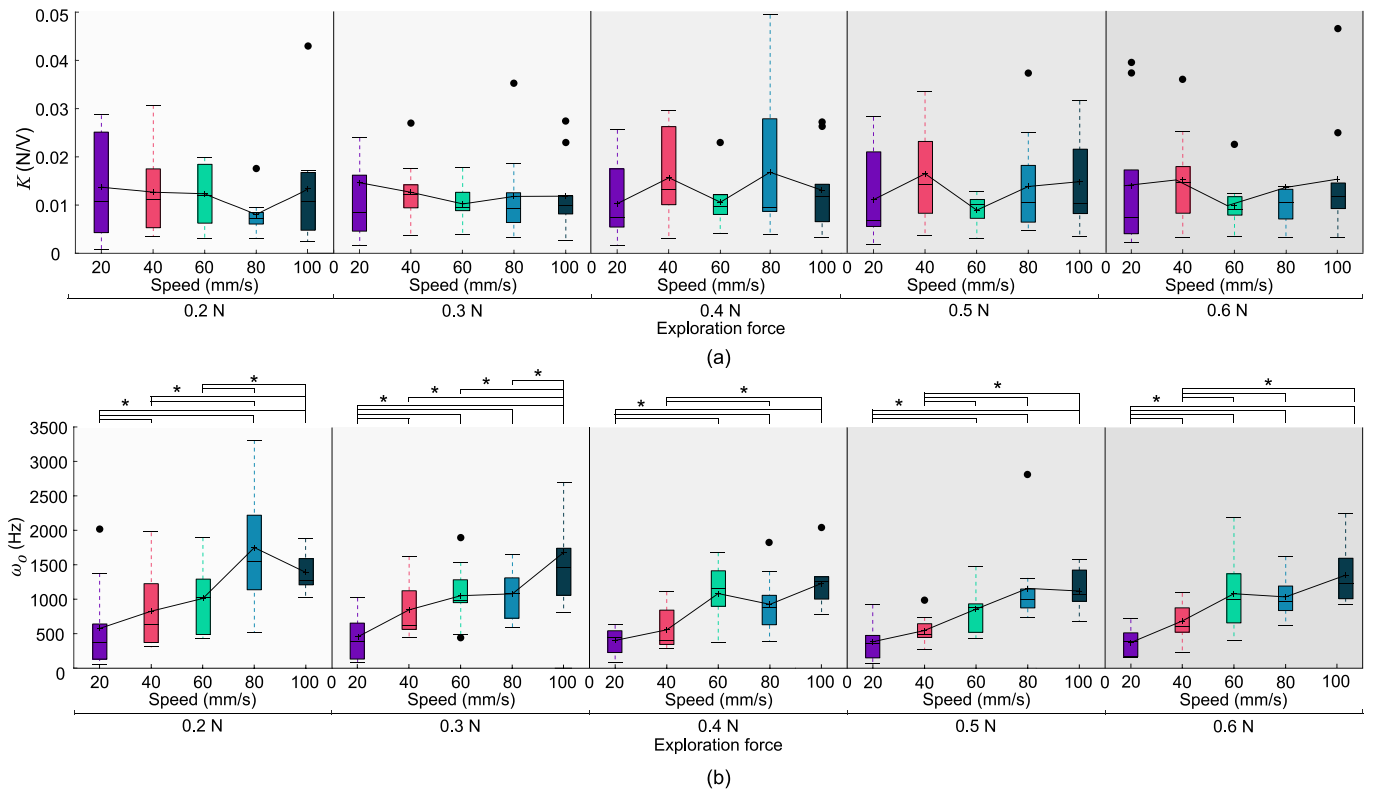 0.05
0.04
0.03
0.02
0.01
0
K (N/V)
20 40 60 80 100 0 20 40 60 80 100 0 20 40 60 80 100 0 20 40 60 80 100 0 20 40 60 80 100
Speed (mm/s) Speed (mm/s) Speed (mm/s) Speed (mm/s) Speed (mm/s)
0.2 N 0.3 N 0.4 N 0.5 N 0.6 N
Exploration force
(a)
* * * * * * * * * * * * *
3500
3000
2500
2000
1500
1000
500
0
ωo (Hz)
20 40 60 80 100 0 20 40 60 80 100 0 20 40 60 80 100 0 20 40 60 80 100 0 20 40 60 80 100
Speed (mm/s) Speed (mm/s) Speed (mm/s) Speed (mm/s) Speed (mm/s)
0.2 N 0.3 N 0.4 N 0.5 N 0.6 N
Exploration force
(b)